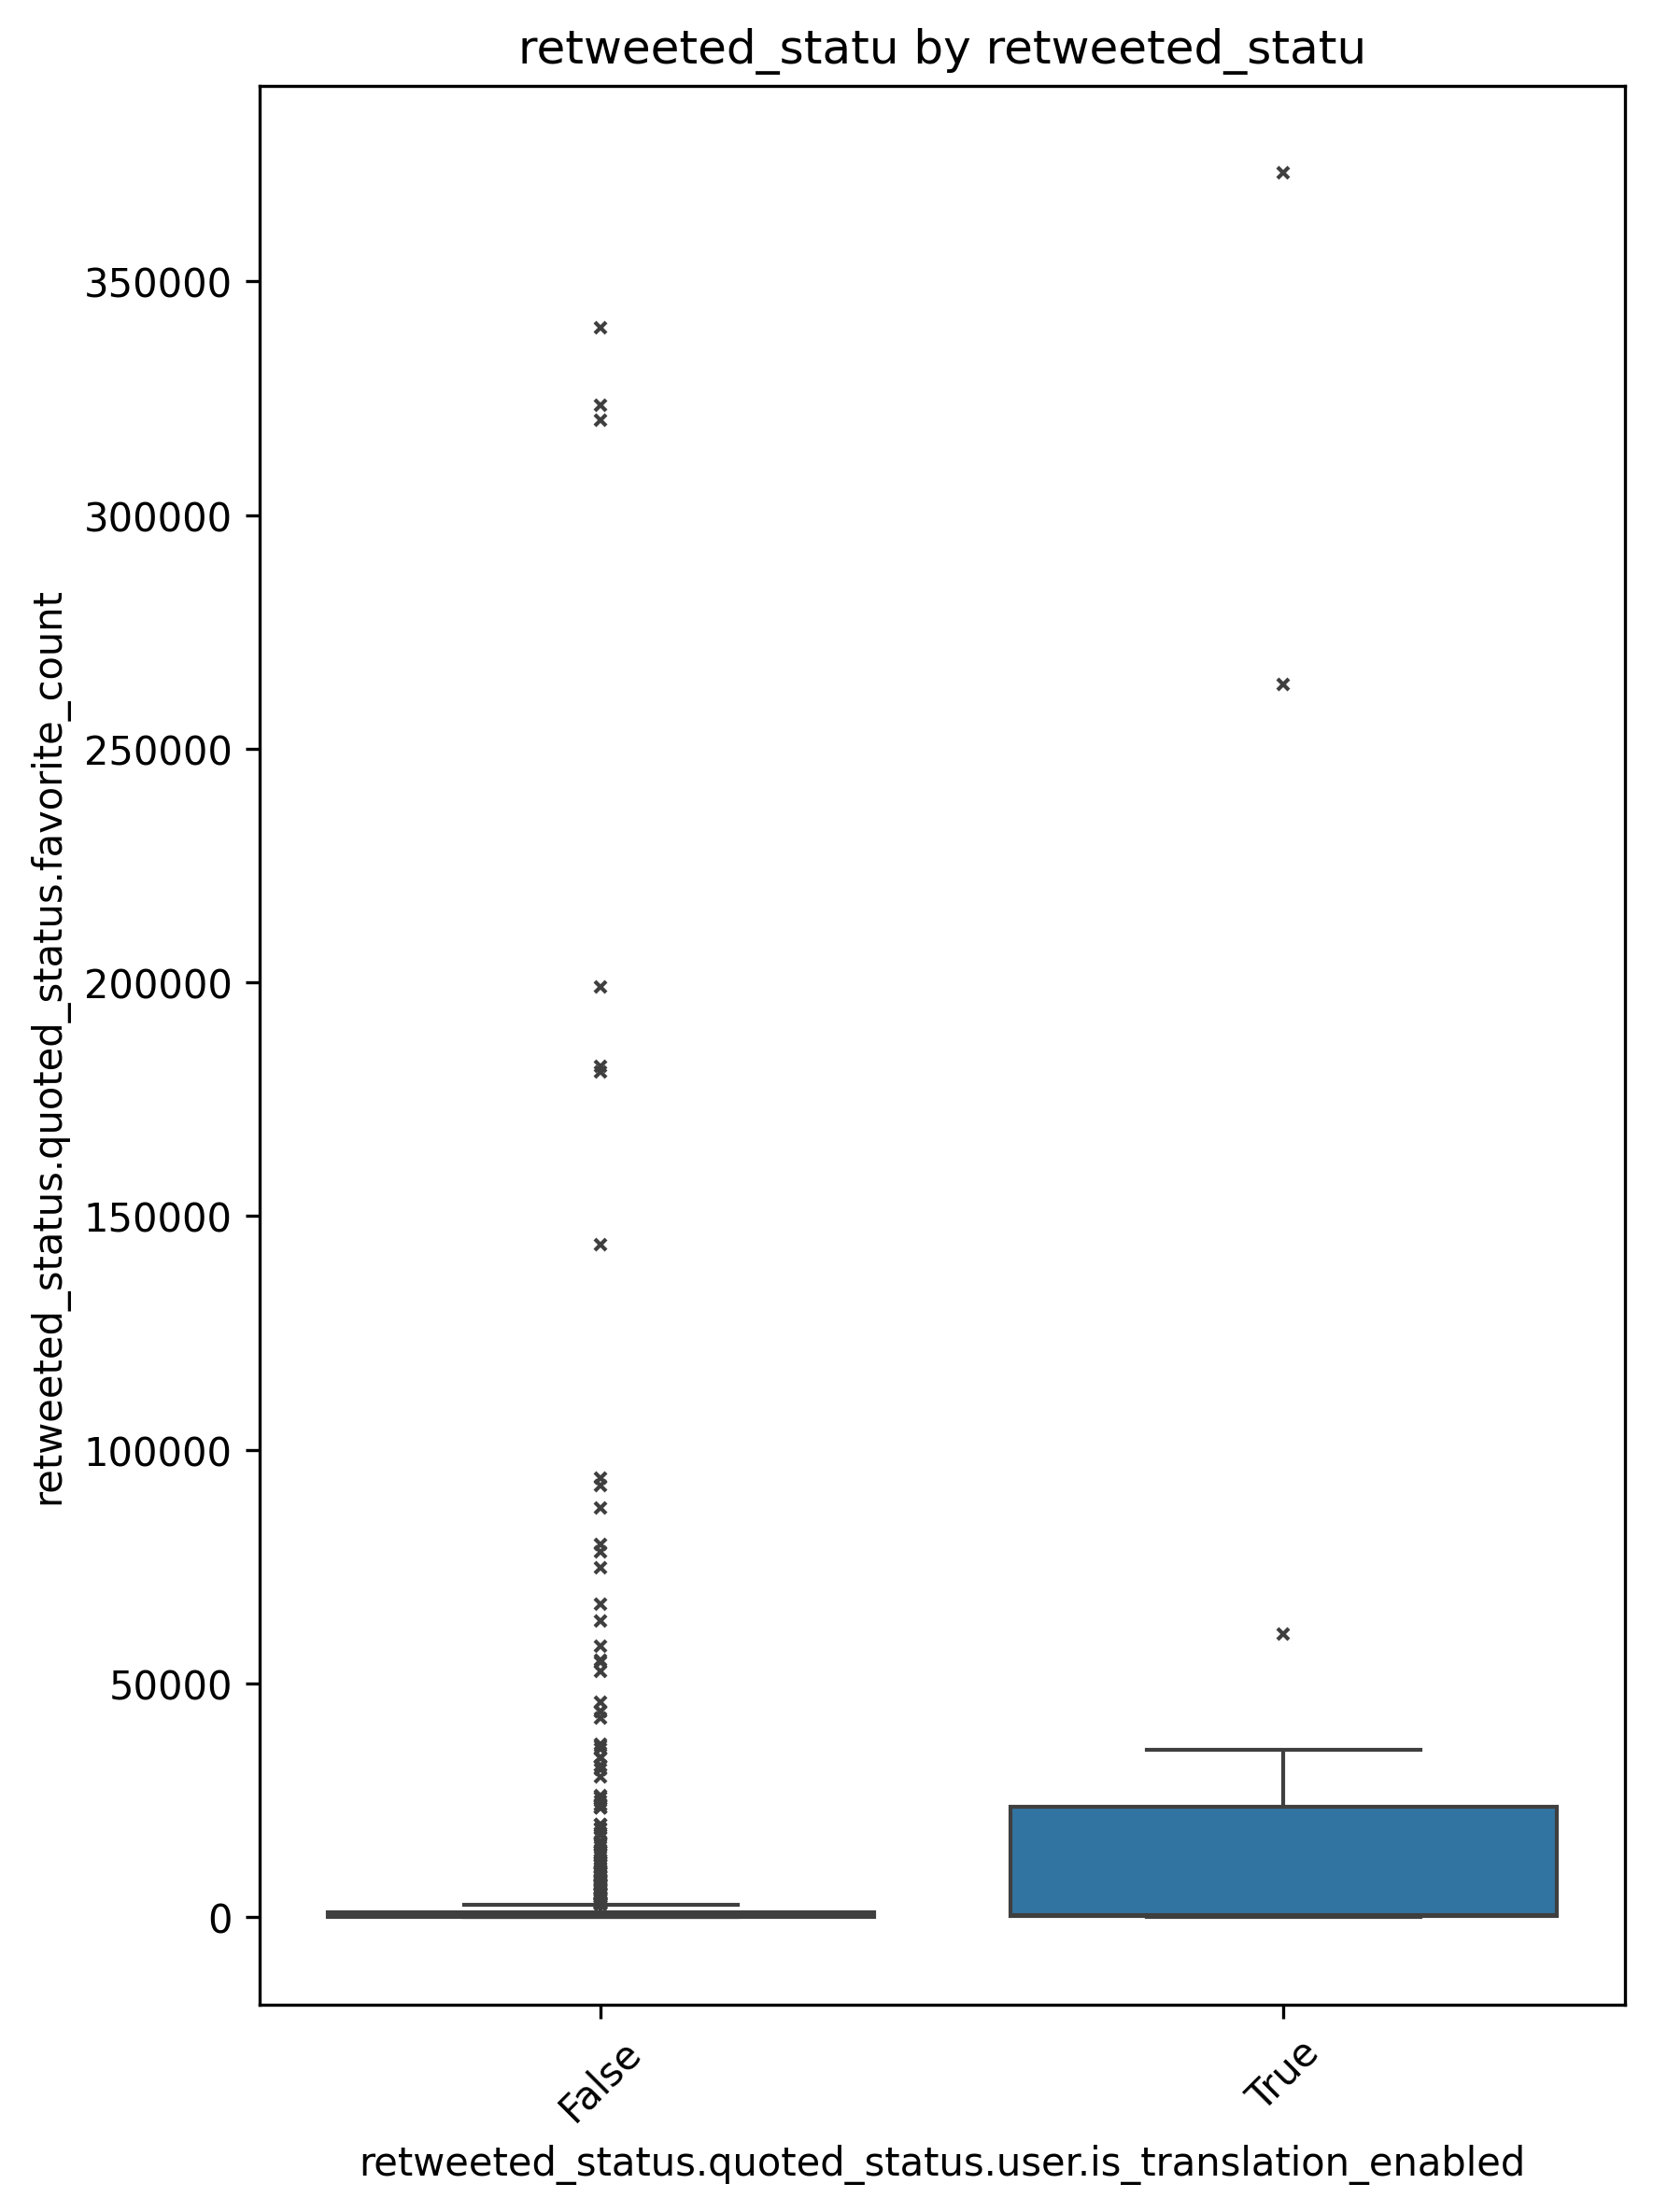 retweeted_statu by retweeted_statu
350000
300000
250000
200000
150000
100000
50000
0
retweeted_status.quoted_status.favorite_count
False
True
retweeted_status.quoted_status.user.is_translation_enabled